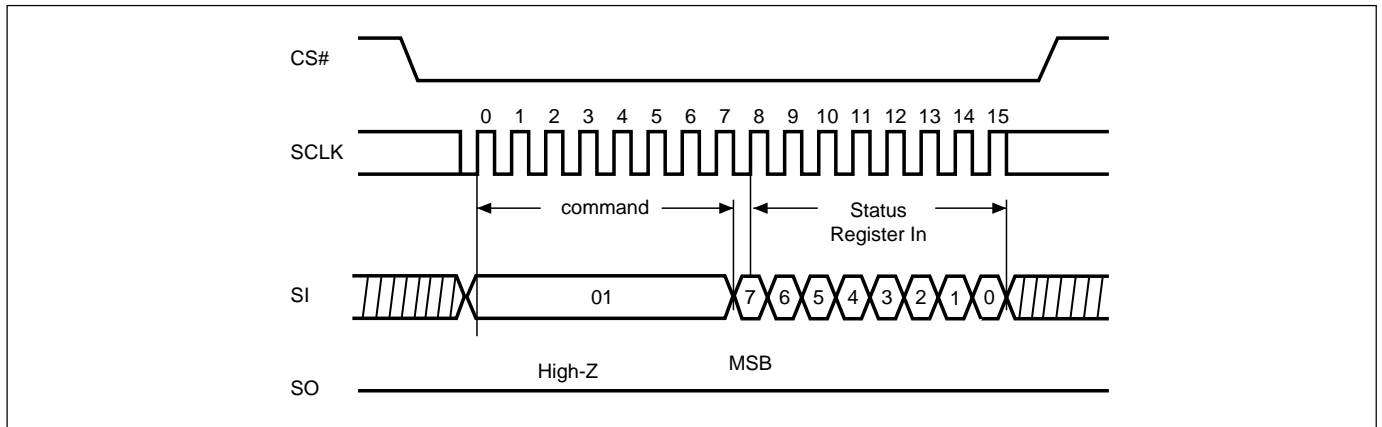 CS#
0 1 2 3 4 5 6 7 8 9 10 11 12 13 14 15
SCLK
command
Status
Register In
SI
01 7 6 5 4 3 2 1 0
High-Z MSB
SO